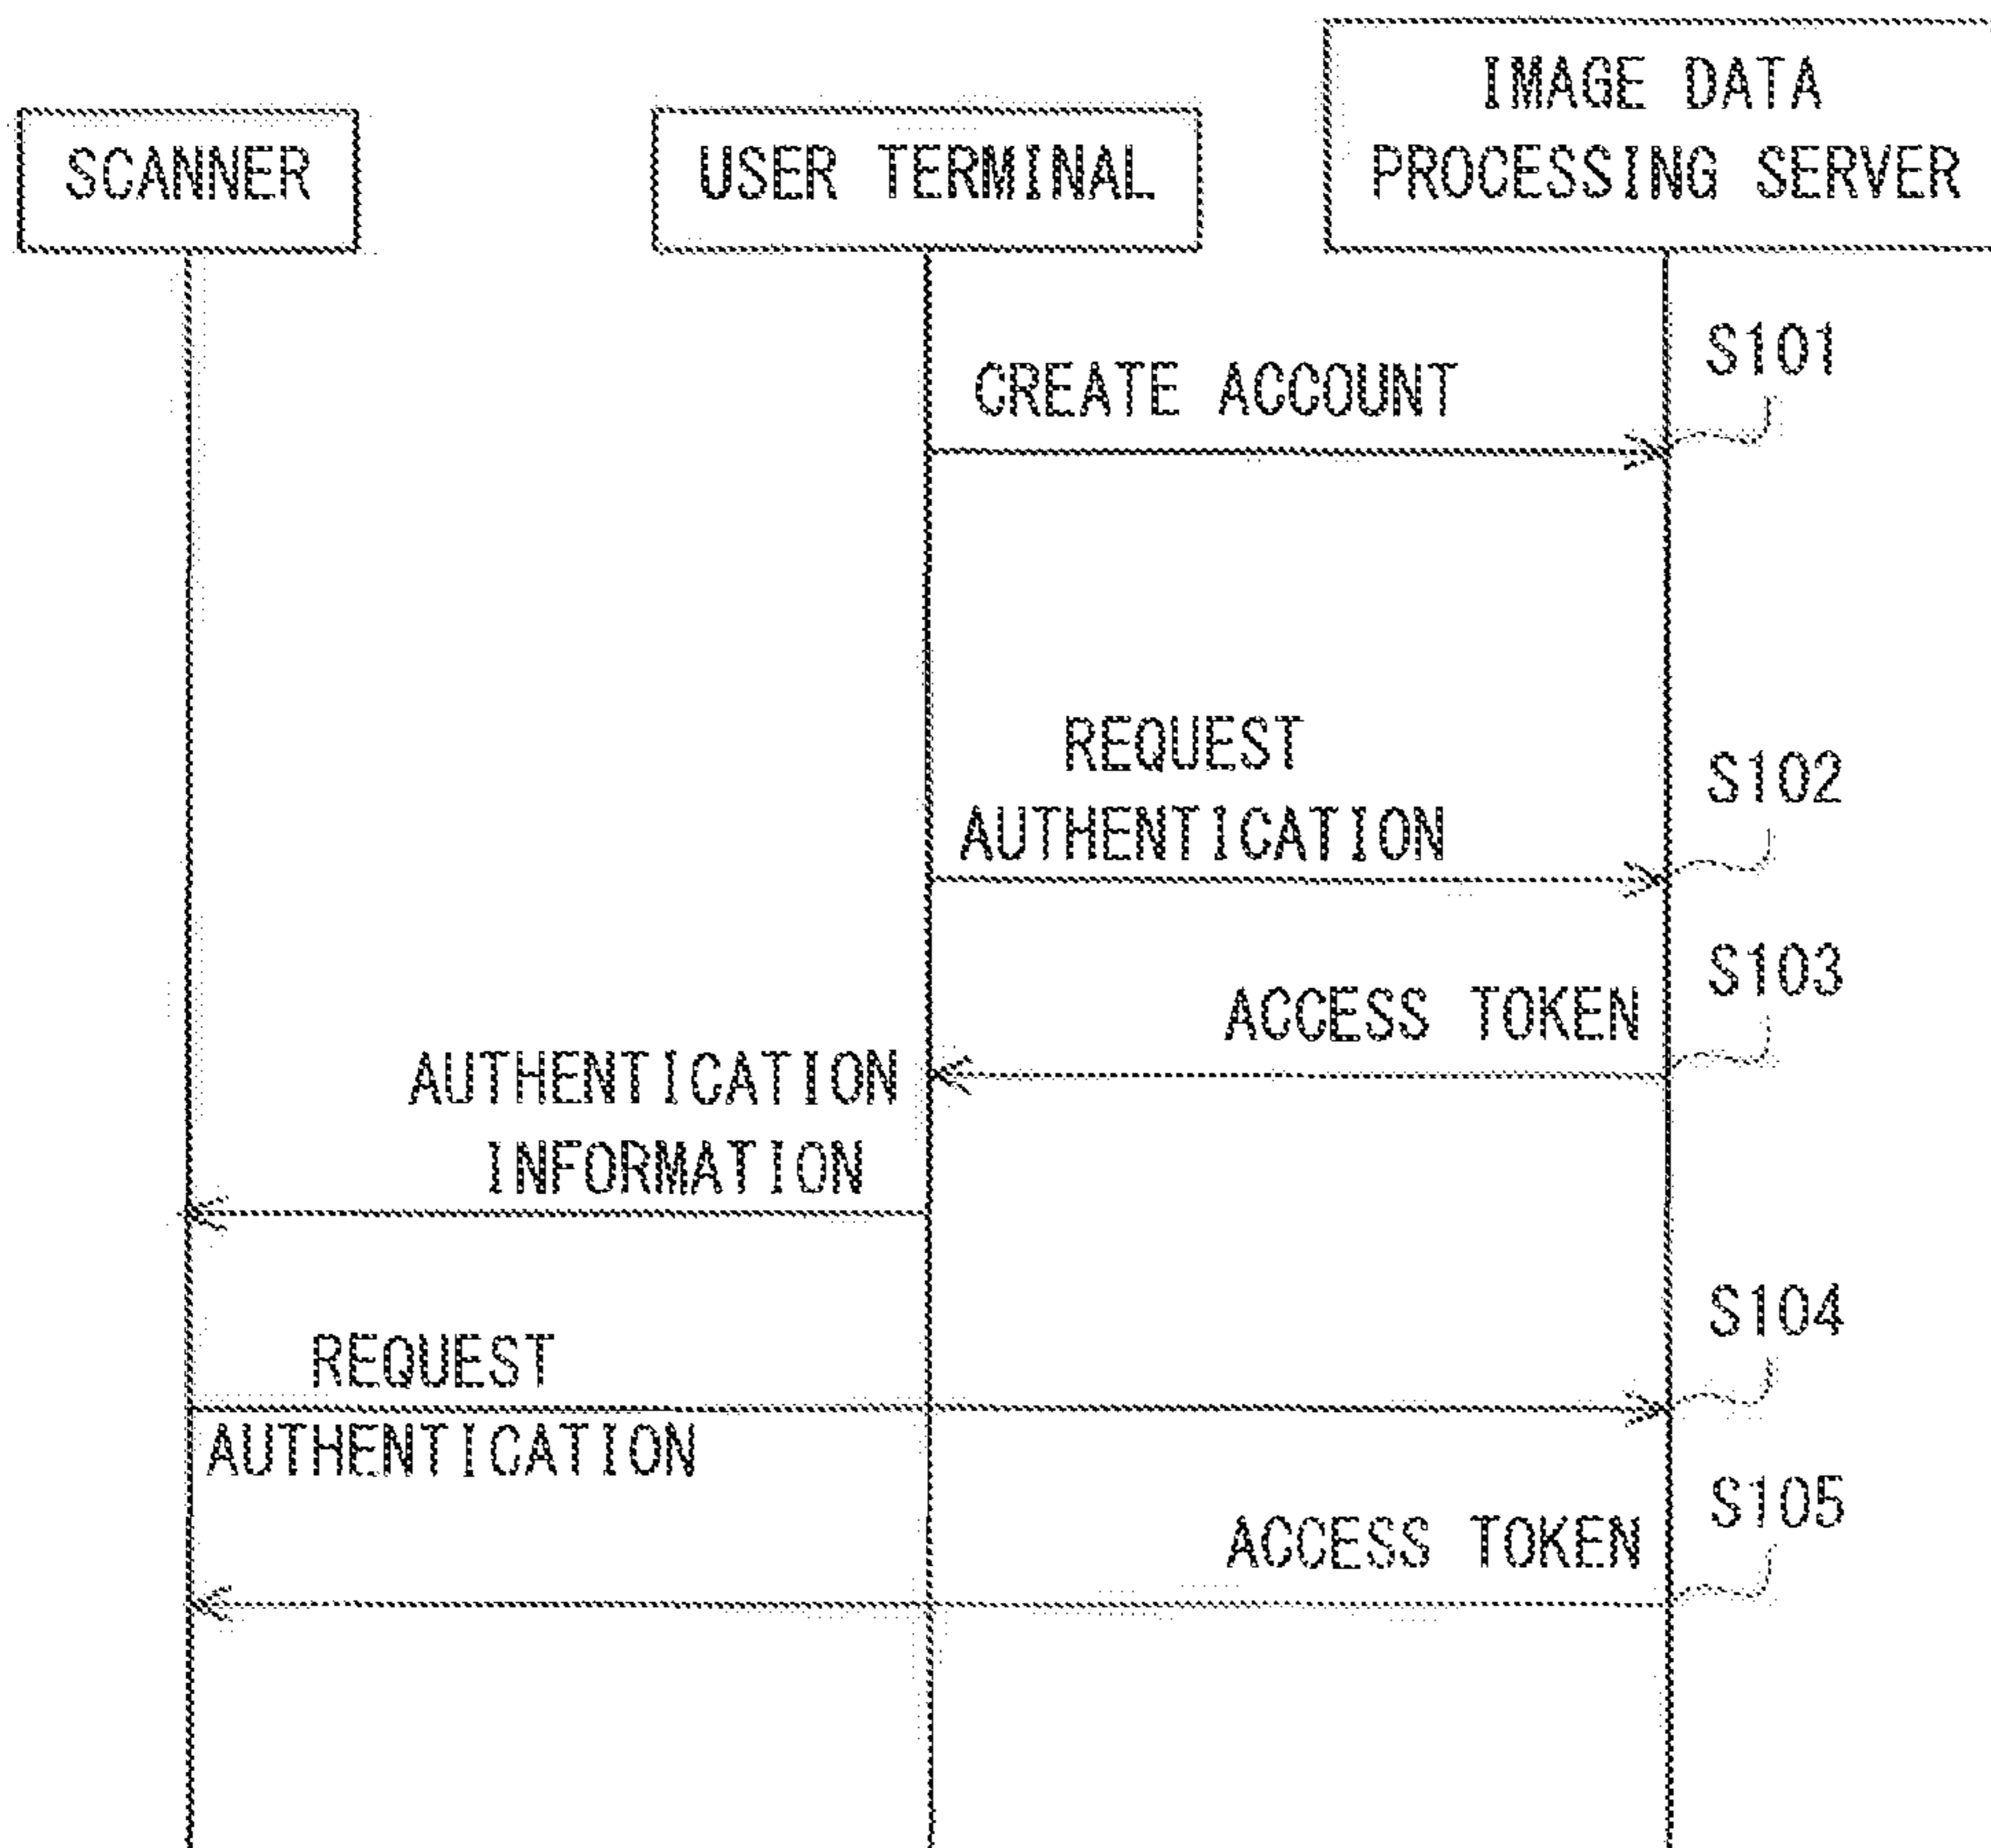 SCANNER
USER TERMINAL
IMAGE DATA
PROCESSING SERVER
S101
CREATE ACCOUNT
REQUEST
AUTHENTICATION
S102
S103
ACCESS TOKEN
AUTHENTICATION
INFORMATION
S104
REQUEST
AUTHENTICATION
S105
ACCESS TOKEN